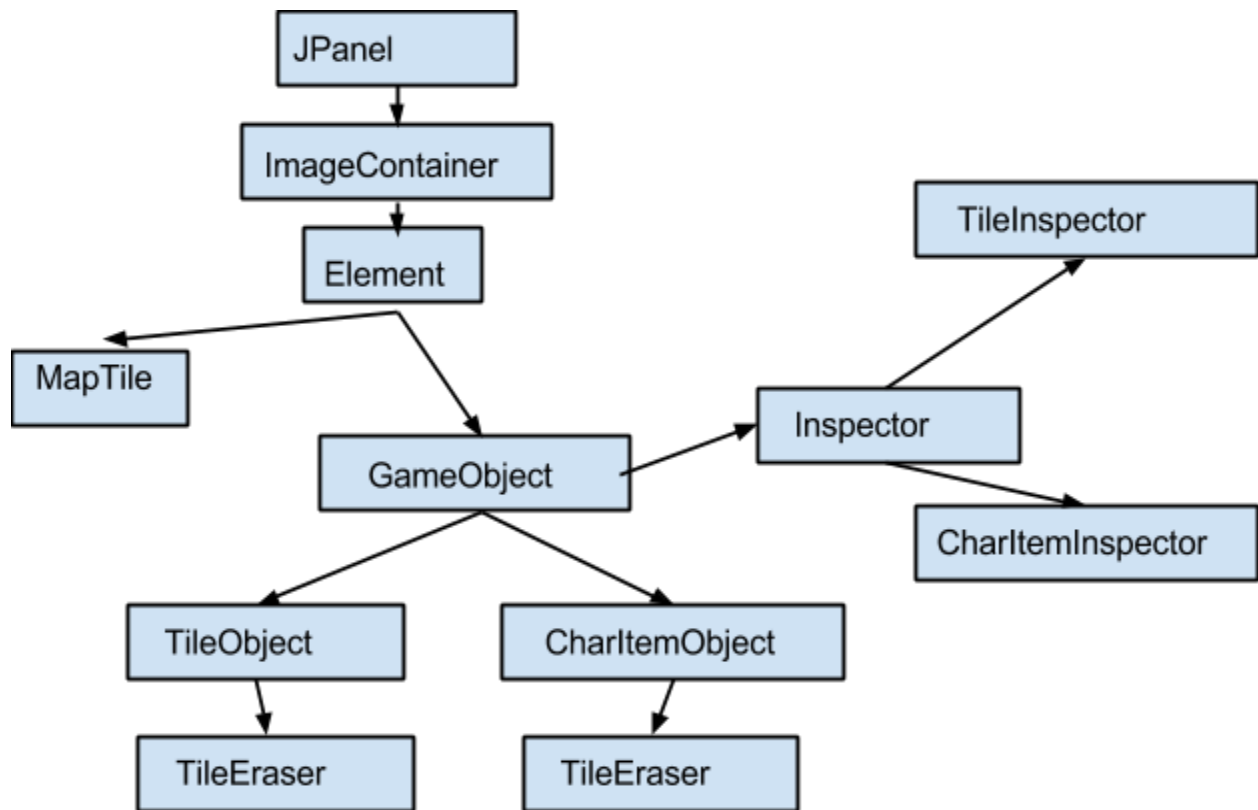 JPanel
ImageContainer
TileInspector
Element
MapTile
Inspector
GameObject
CharItemInspector
TileObject
CharItemObject
TileEraser
TileEraser